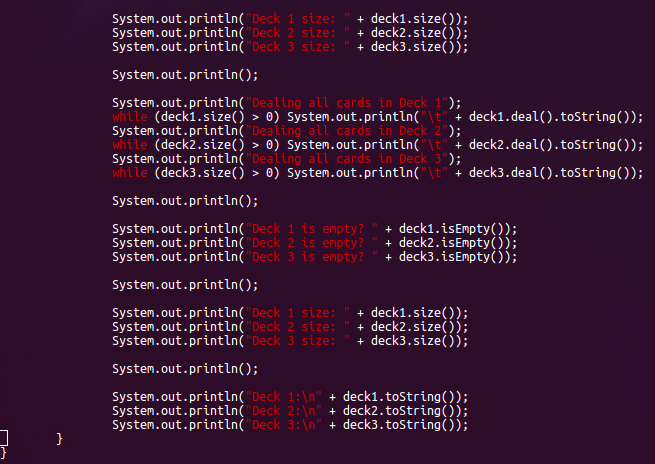 System.out.println("Deck 1 size: " + deck1.size());
System.out.println("Deck 2 size: " + deck2.size());
System.out.println("Deck 3 size: " + deck3.size());
System.out.println();
System.out.println("Dealing all cards in Deck 1");
while (deck1.size() > 0) System.out.println("\t" + deck1.deal().toString());
System.out.println("Dealing all cards in Deck 2");
while (deck2.size() > 0) System.out.println("\t" + deck2.deal().toString());
System.out.println("Dealing all cards in Deck 3");
while (deck3.size() > 0) System.out.println("\t" + deck3.deal().toString());
System.out.println();
System.out.println("Deck 1 is empty? " + deck1.isEmpty());
System.out.println("Deck 2 is empty? " + deck2.isEmpty());
System.out.println("Deck 3 is empty? " + deck3.isEmpty());
System.out.println();
System.out.println("Deck 1 size: " + deck1.size());
System.out.println("Deck 2 size: " + deck2.size());
System.out.println("Deck 3 size: " + deck3.size());
System.out.println();
System.out.println("Deck 1:\n" + deck1.toString());
System.out.println("Deck 2:\n" + deck2.toString());
System.out.println("Deck 3:\n" + deck3.toString());
}
}